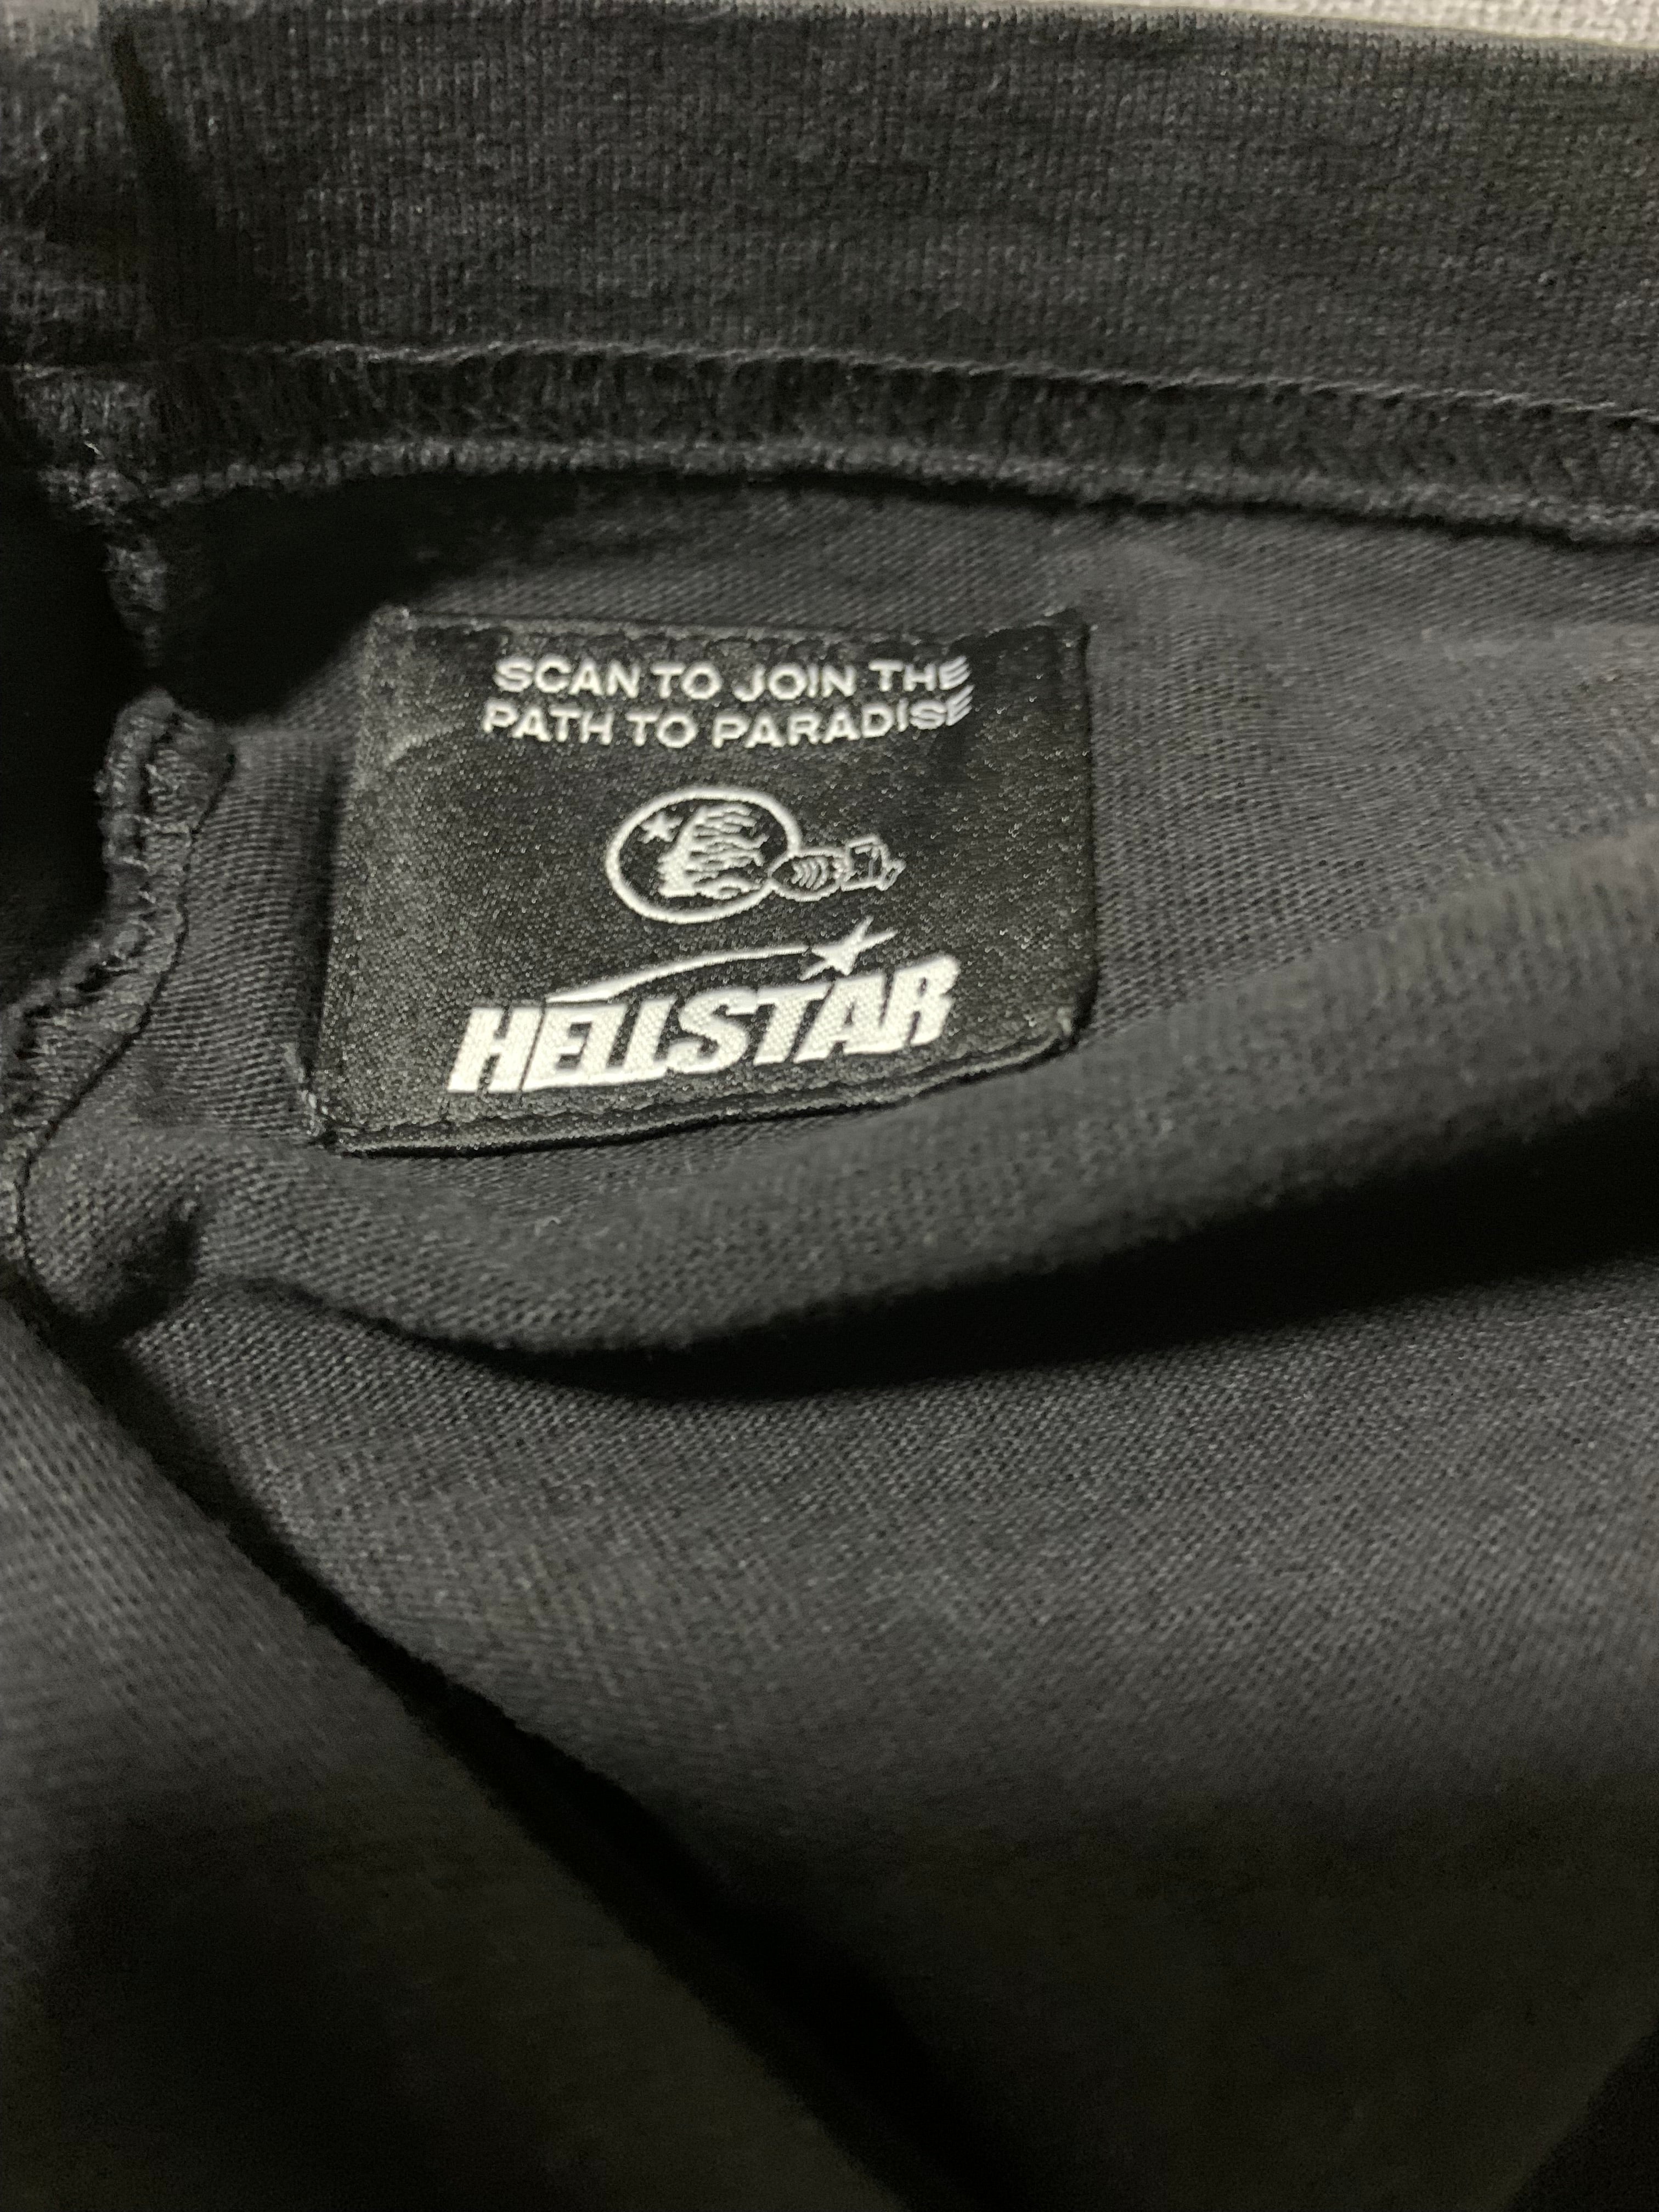 SCAN TO JOIN THE
PATH TO PARADISE
HELLSTAR